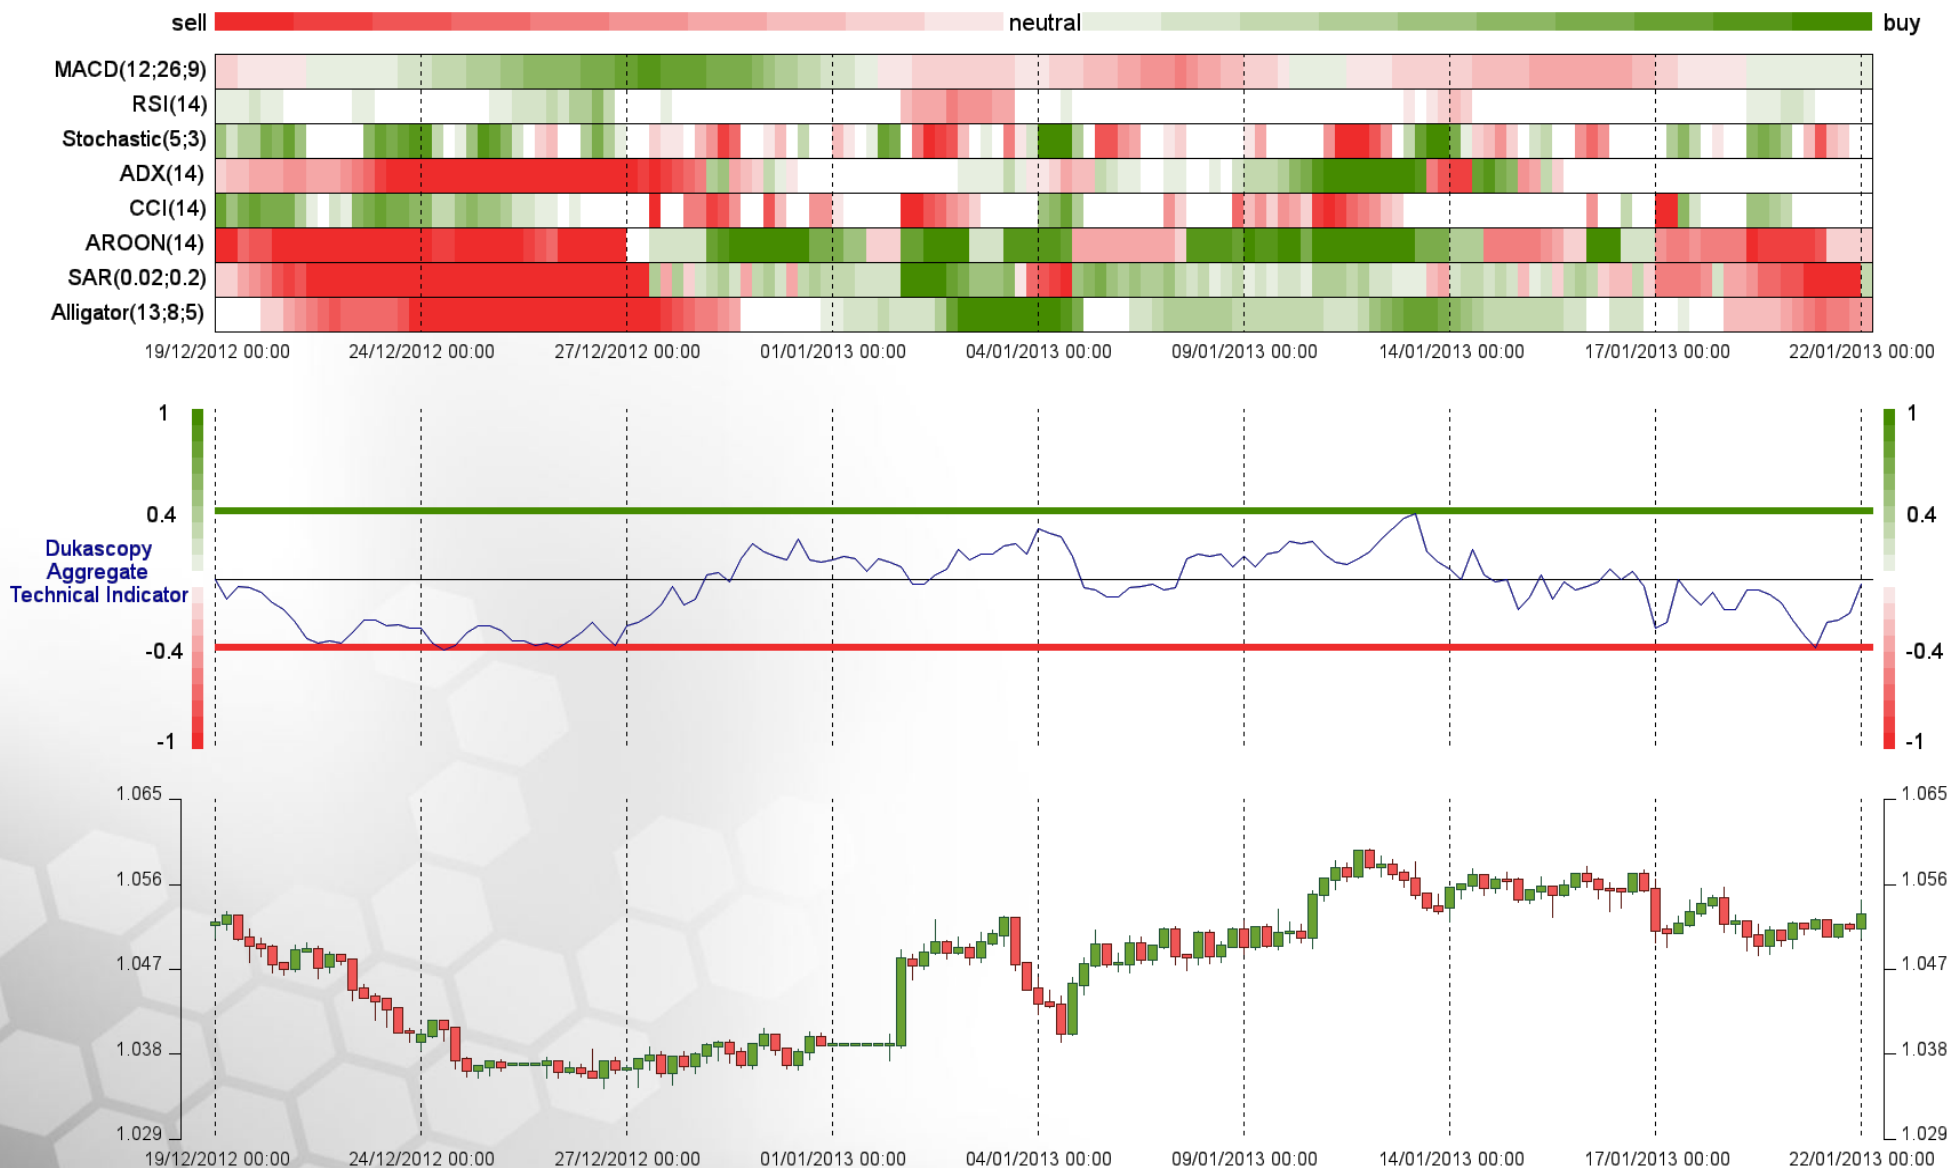 sell neutral buy
MACD(12;26;9)
RSI(14)
Stochastic(5;3)
ADX(14)
CCI(14)
AROON(14)
SAR(0.02;0.2)
Alligator(13;8;5)
19/12/2012 00:00 24/12/2012 00:00 27/12/2012 00:00 01/01/2013 00:00 04/01/2013 00:00 09/01/2013 00:00 14/01/2013 00:00 17/01/2013 00:00 22/01/2013 00:00
1 1
0.4 0.4
Dukascopy
Aggregate
Technical Indicator
-0.4 -0.4
-1 -1
1.065 1.065
1.056 1.056
1.047 1.047
1.038 1.038
1.029 1.029
19/12/2012 00:00 24/12/2012 00:00 27/12/2012 00:00 01/01/2013 00:00 04/01/2013 00:00 09/01/2013 00:00 14/01/2013 00:00 17/01/2013 00:00 22/01/2013 00:00